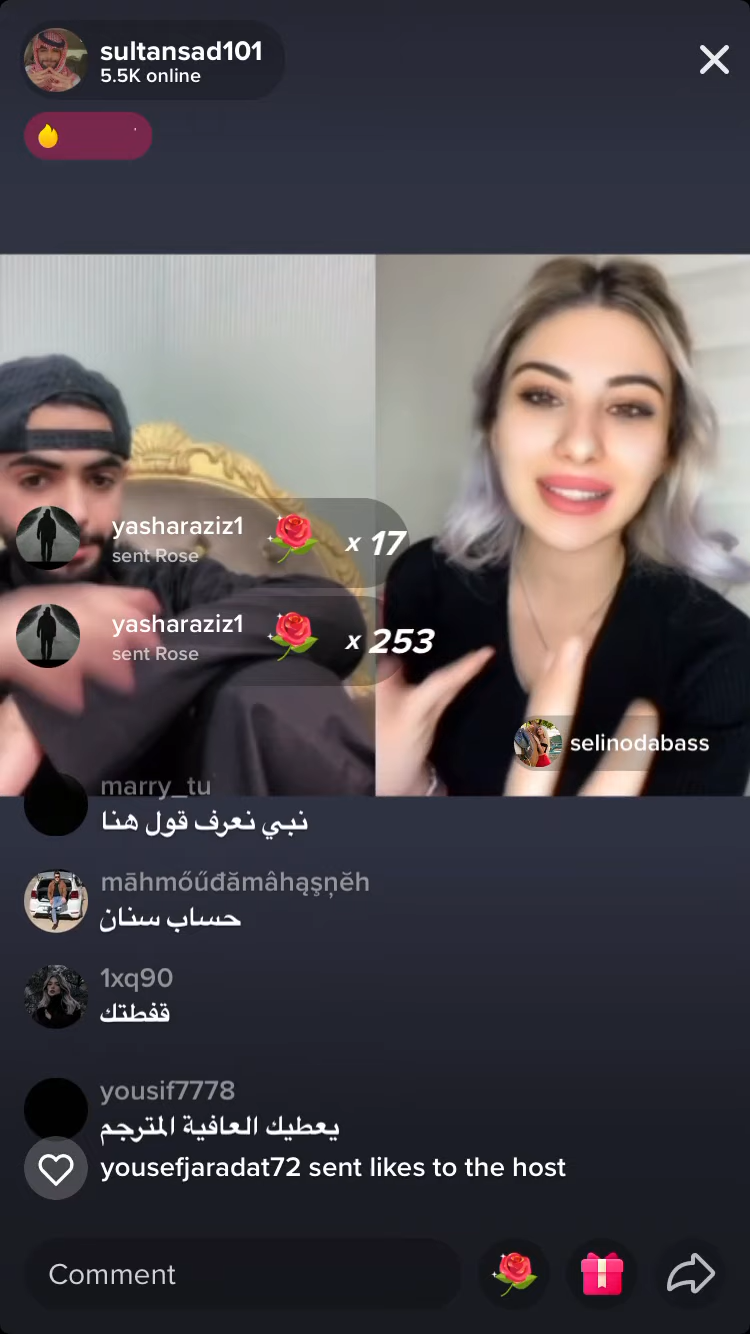 sultansad101
5.5K online
yasharaziz1
sent Rose
x 17
yasharaziz1
sent Rose
x 253
selinodabass
marry_tu
نبي نعرف قول هنا
māhmőűđămâhąşņĕh
حساب سنان
1xq90
ققطتك
yousif7778
يعطيك العافية المترجم
yousefjaradat72 sent likes to the host
Comment